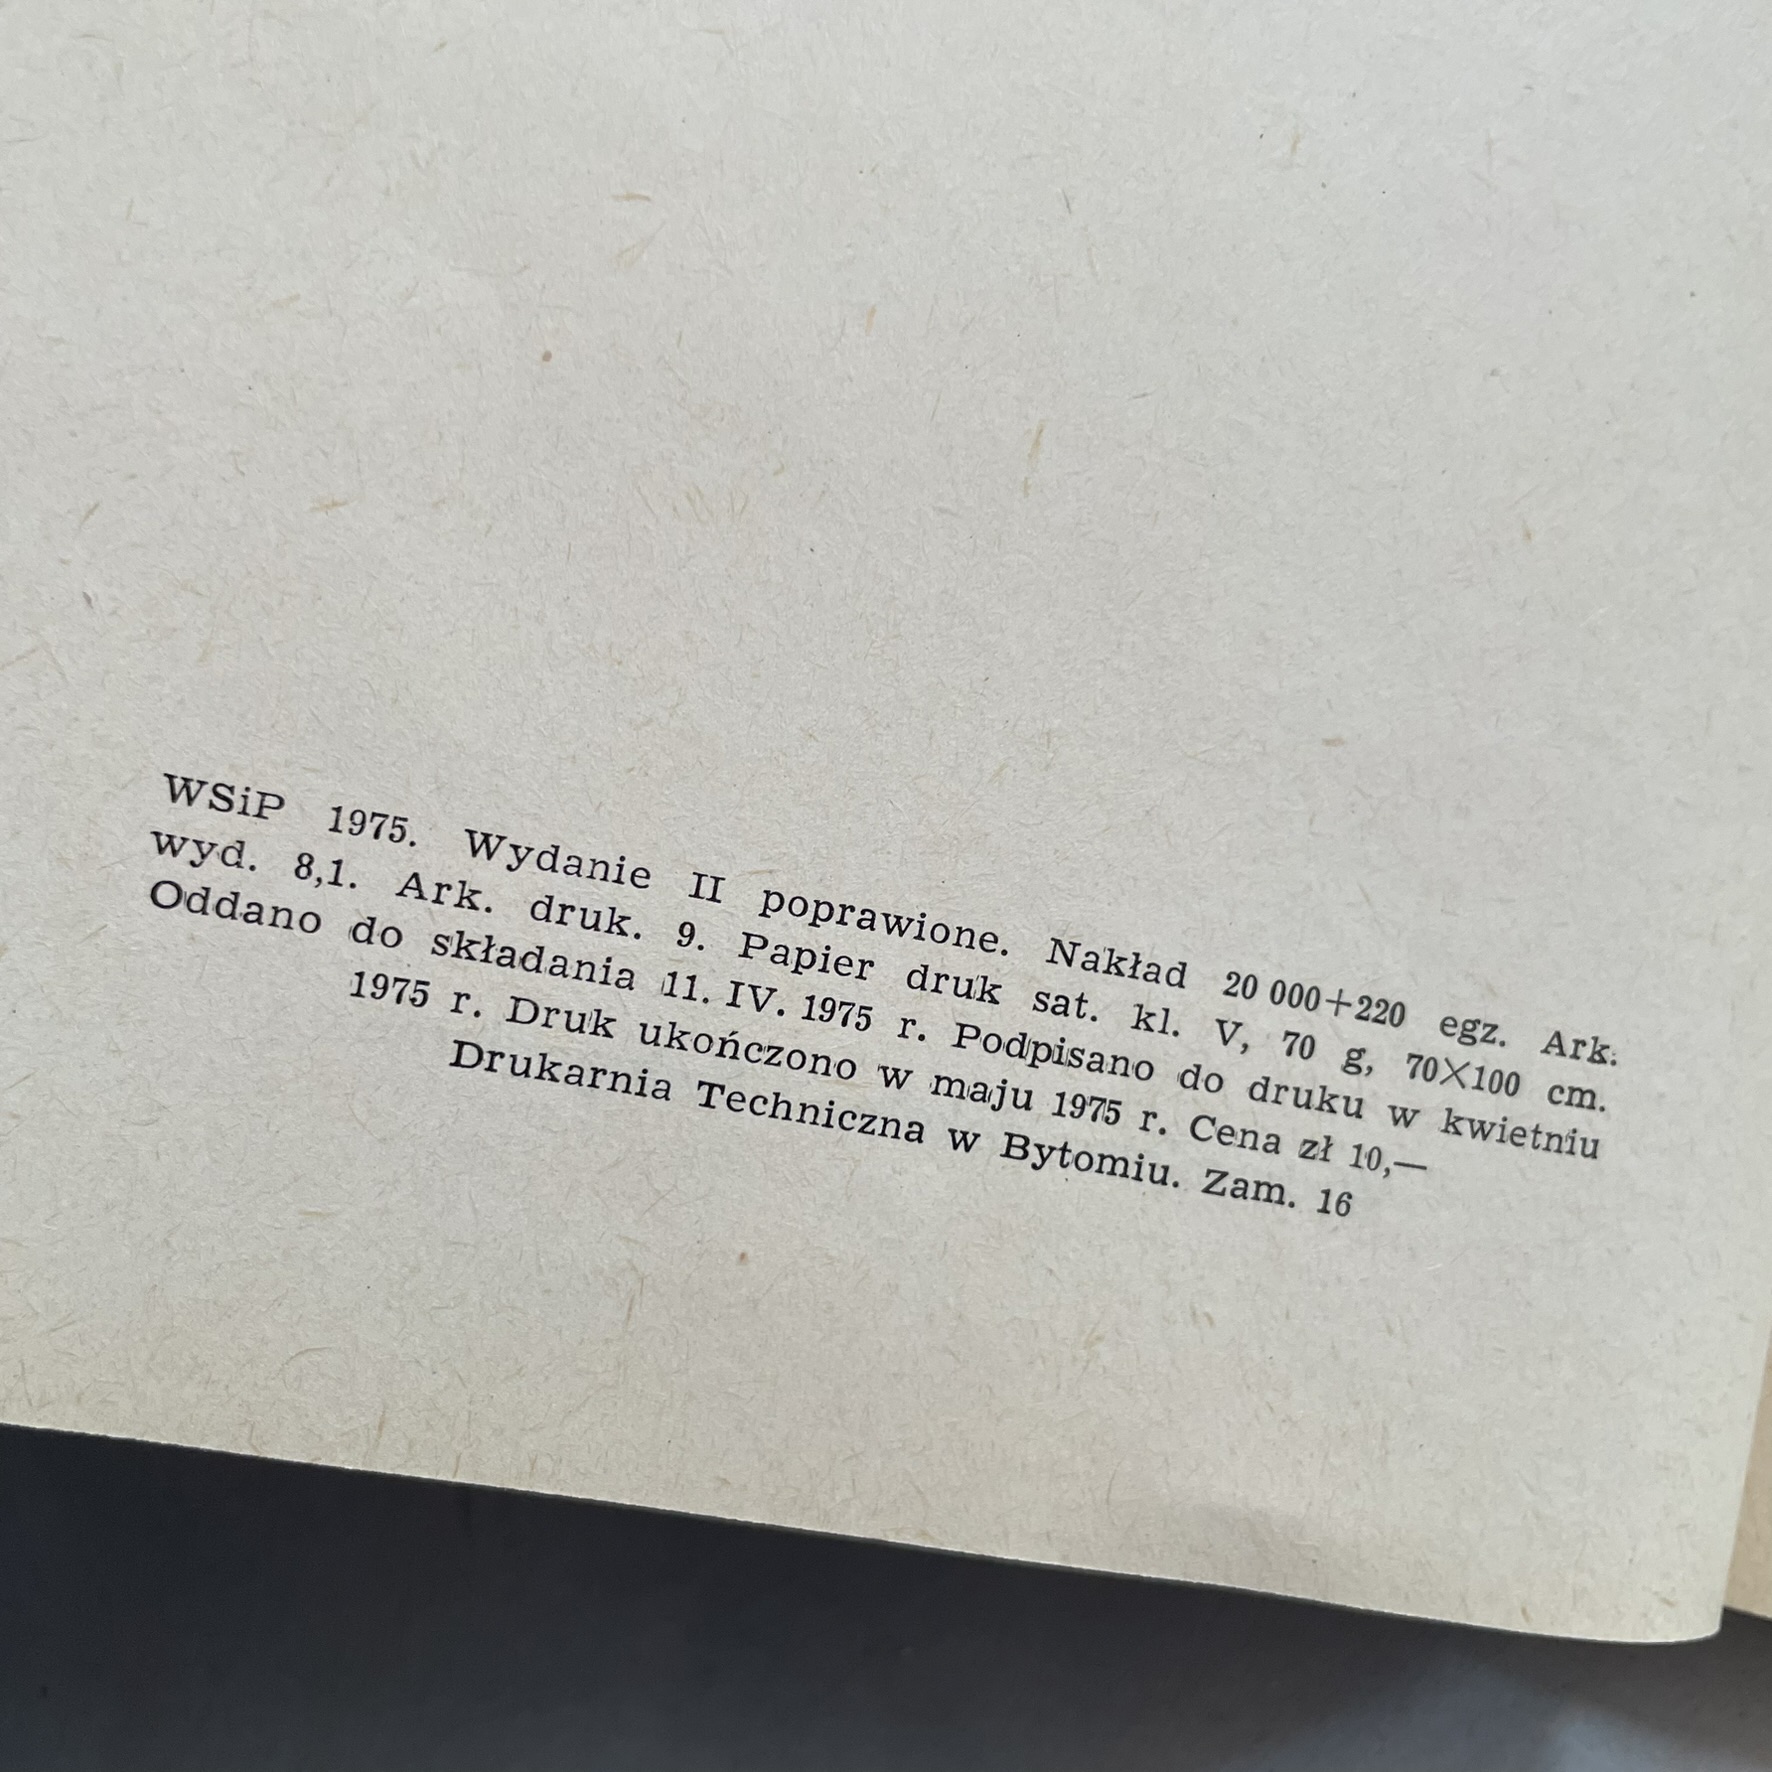 WSiP 1975. Wydanie II poprawione. Nakład 20 000+220 egz. Ark.
wyd. 8,1. Ark. druk. 9. Papier druk sat. kl. V, 70 g, 70×100 cm.
Oddano do składania 11. IV. 1975 r. Podpisano do druku w kwietniu
1975 r. Druk ukończono w maju 1975 r. Cena zł 10,—
Drukarnia Techniczna w Bytomiu. Zam. 16